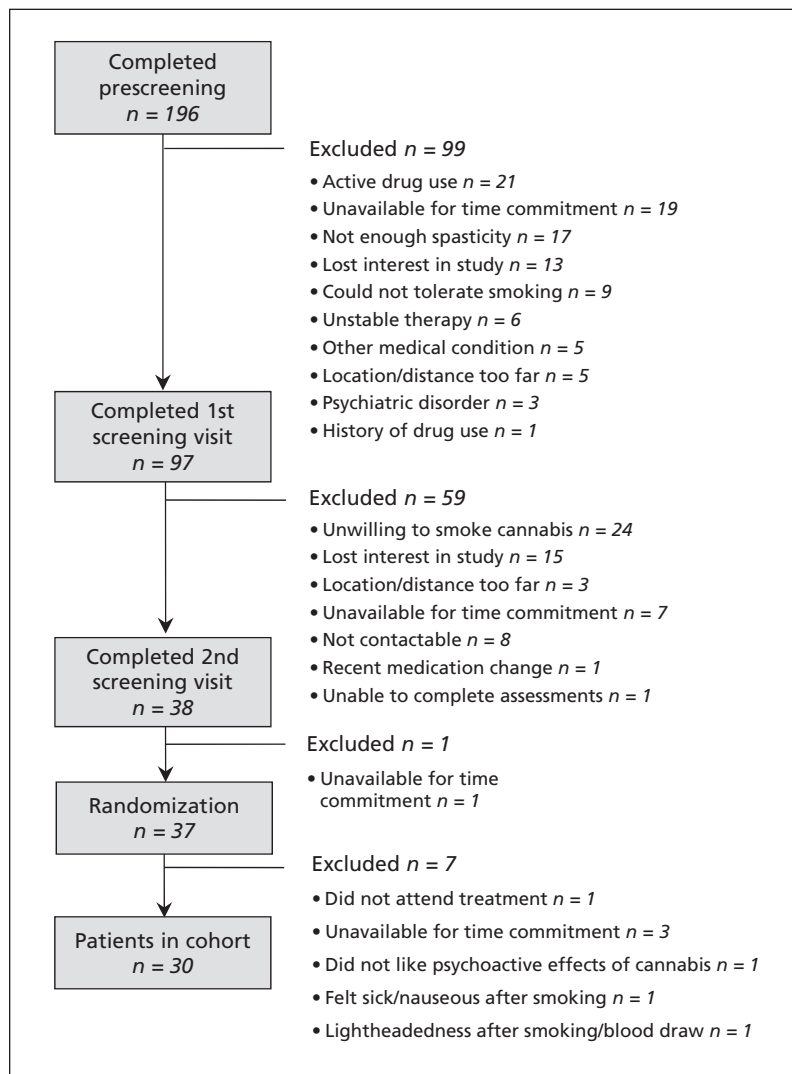 Completed
prescreening
n = 196
Excluded n = 99
• Active drug use n = 21
• Unavailable for time commitment n = 19
• Not enough spasticity n = 17
• Lost interest in study n = 13
• Could not tolerate smoking n = 9
• Unstable therapy n = 6
• Other medical condition n = 5
• Location/distance too far n = 5
• Psychiatric disorder n = 3
• History of drug use n = 1
Completed 1st
screening visit
n = 97
Excluded n = 59
• Unwilling to smoke cannabis n = 24
• Lost interest in study n = 15
• Location/distance too far n = 3
• Unavailable for time commitment n = 7
• Not contactable n = 8
• Recent medication change n = 1
• Unable to complete assessments n = 1
Completed 2nd
screening visit
n = 38
Excluded n = 1
• Unavailable for time
commitment n = 1
Randomization
n = 37
Excluded n = 7
• Did not attend treatment n = 1
• Unavailable for time commitment n = 3
• Did not like psychoactive effects of cannabis n = 1
• Felt sick/nauseous after smoking n = 1
• Lightheadedness after smoking/blood draw n = 1
Patients in cohort
n = 30